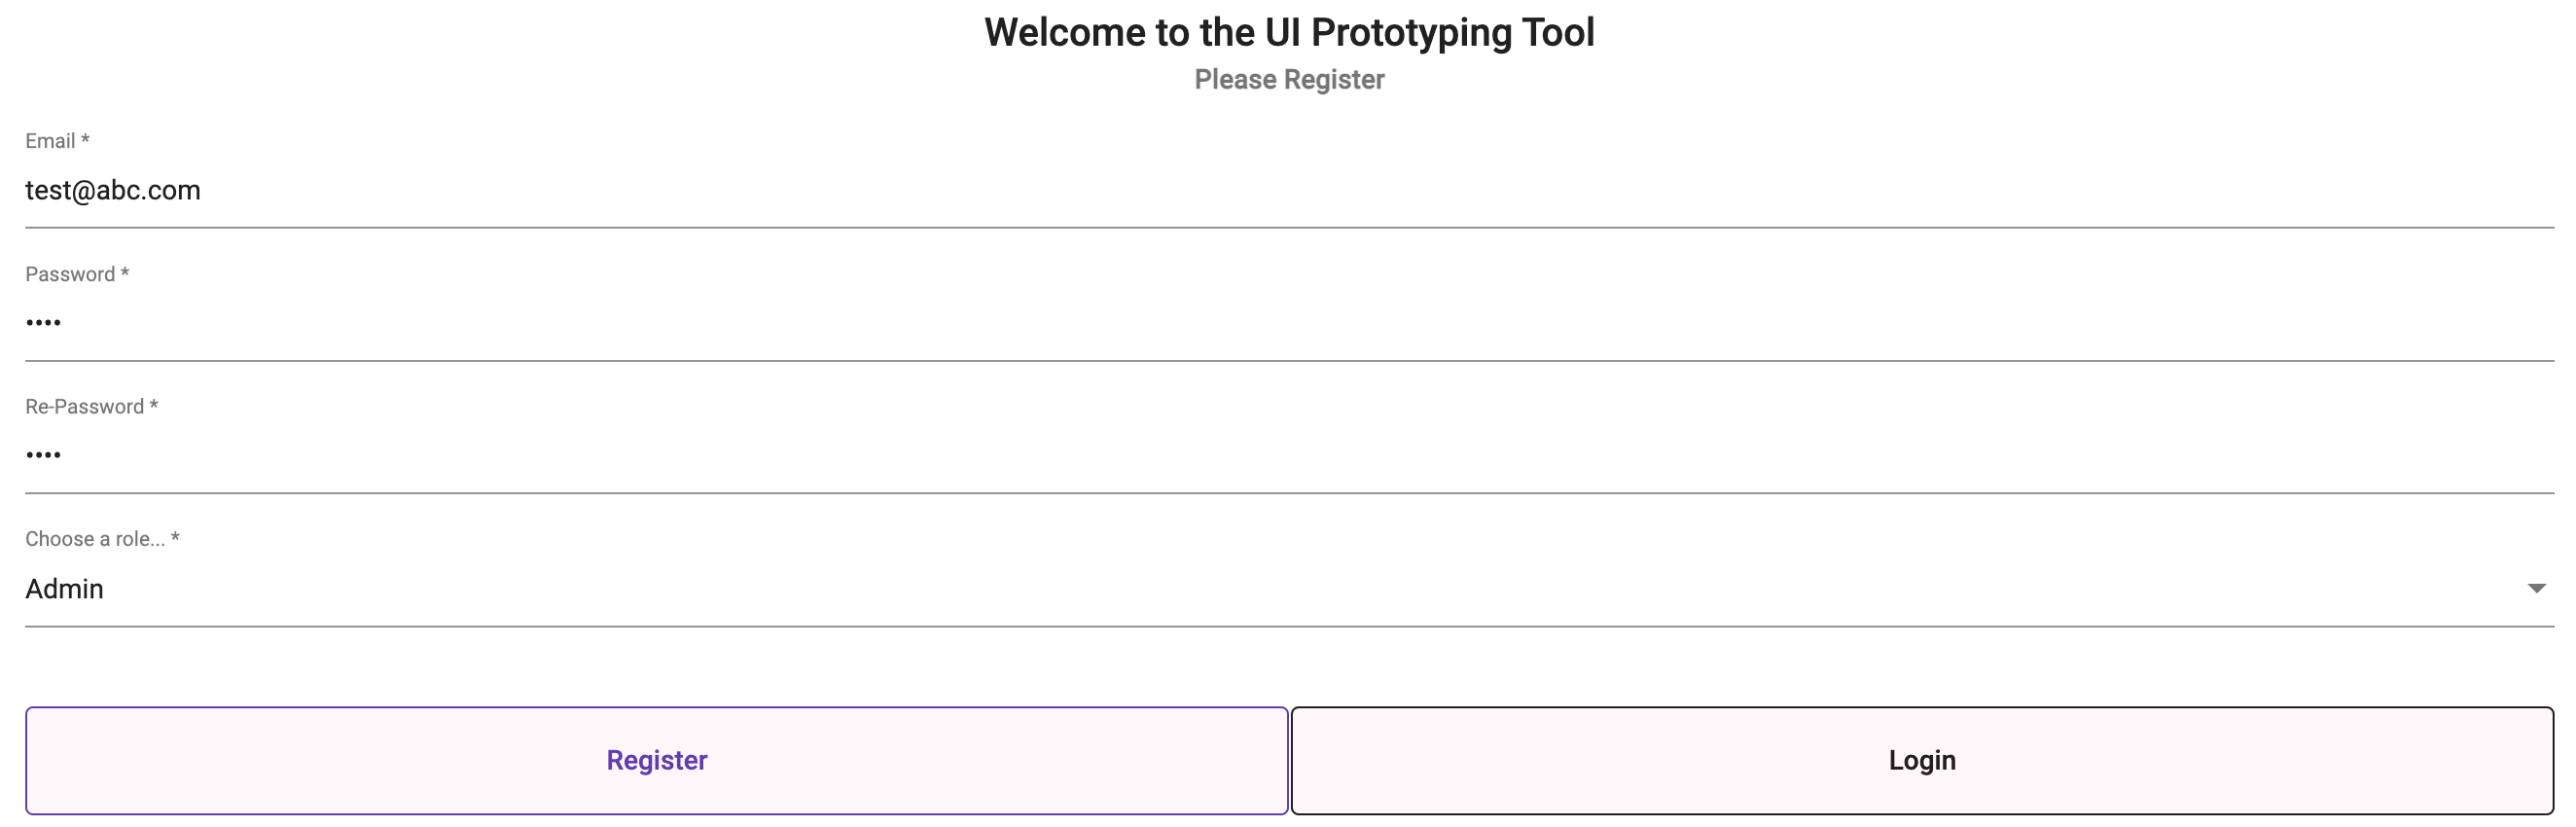 Welcome to the UI Prototyping Tool
Please Register
Email *
test@abc.com
Password *
••••
Re-Password *
••••
Choose a role... *
Admin
Register
Login